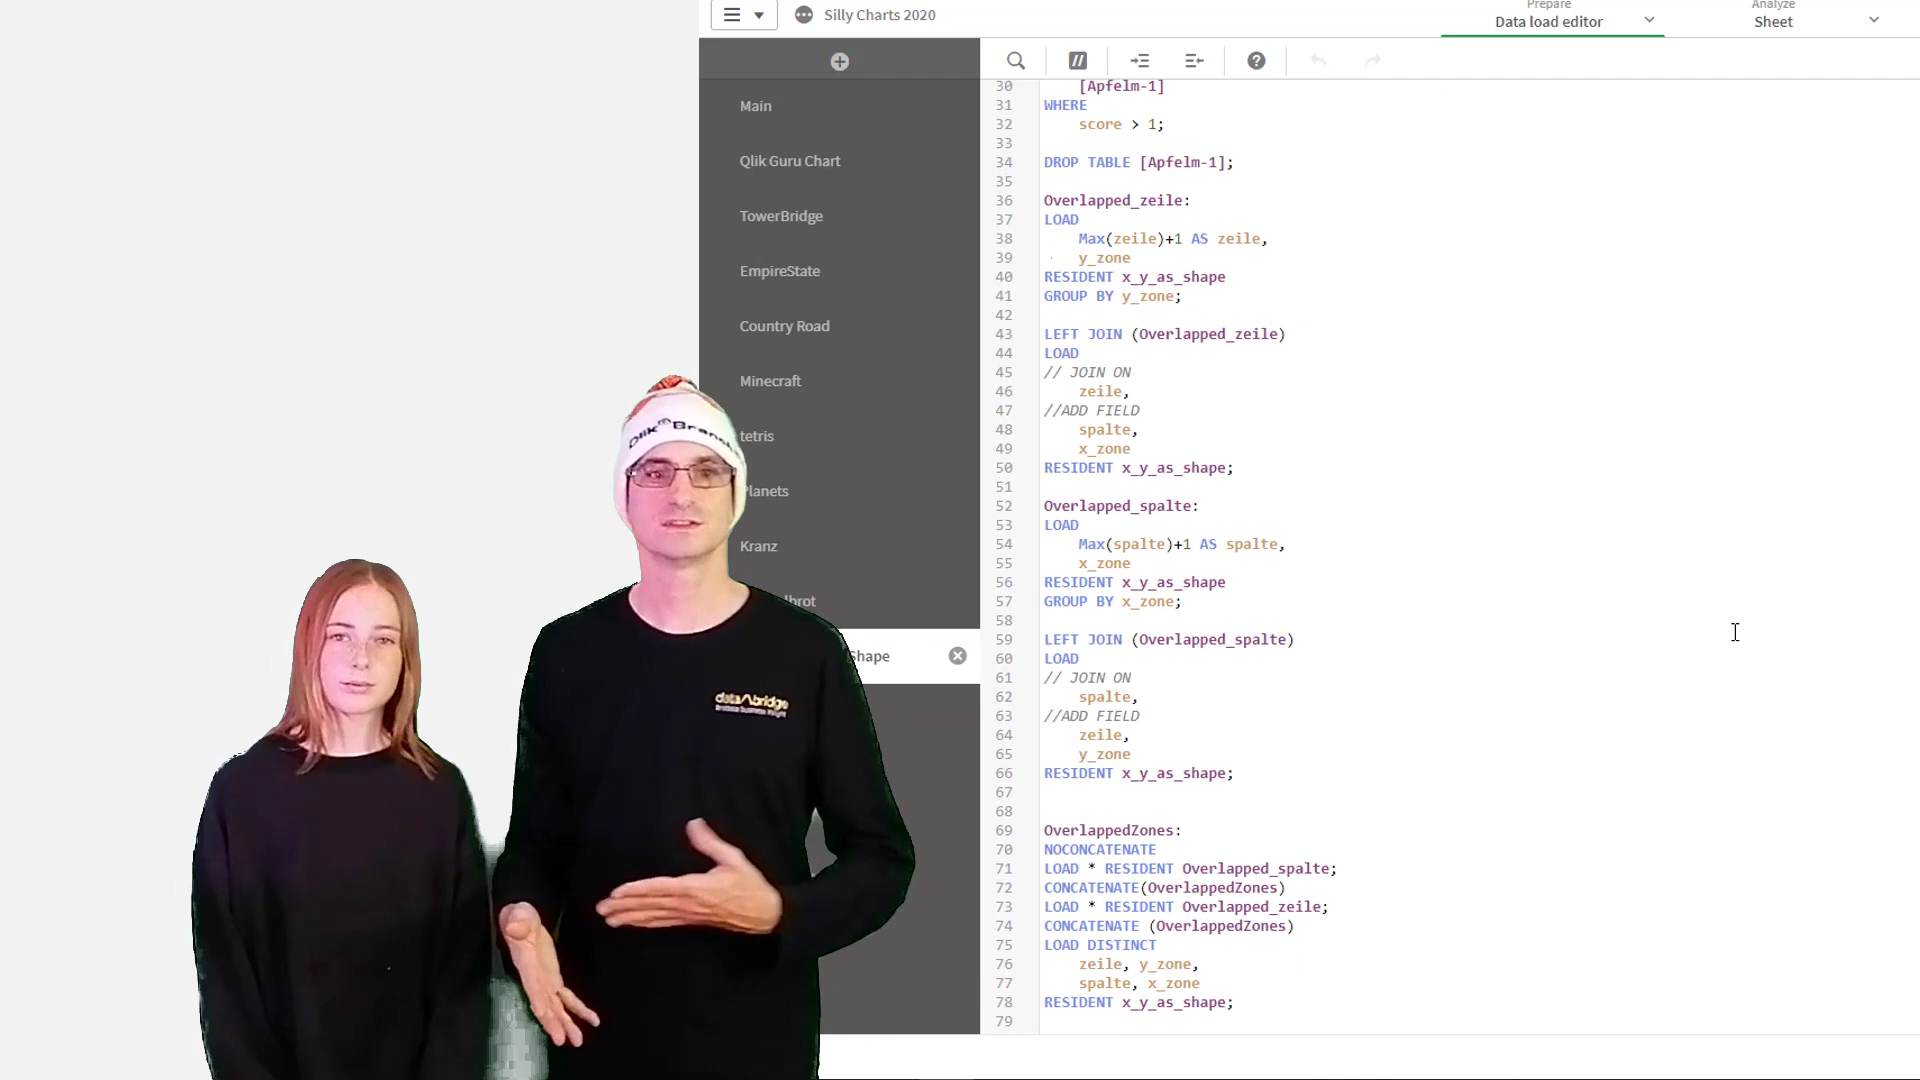 Silly Charts 2020
Prepare
Data load editor
Analyze
Sheet
Main
Qlik Guru Chart
TowerBridge
EmpireState
Country Road
Minecraft
tetris
Planets
Kranz
lbrot
Shape
Qlik Branch
data bridge
30 [Apfelm-1]
31 WHERE
32 score > 1;
33
34 DROP TABLE [Apfelm-1];
35
36 Overlapped_zeile:
37 LOAD
38 Max(zeile)+1 AS zeile,
39 y_zone
40 RESIDENT x_y_as_shape
41 GROUP BY y_zone;
42
43 LEFT JOIN (Overlapped_zeile)
44 LOAD
45 // JOIN ON
46 zeile,
47 //ADD FIELD
48 spalte,
49 x_zone
50 RESIDENT x_y_as_shape;
51
52 Overlapped_spalte:
53 LOAD
54 Max(spalte)+1 AS spalte,
55 x_zone
56 RESIDENT x_y_as_shape
57 GROUP BY x_zone;
58
59 LEFT JOIN (Overlapped_spalte)
60 LOAD
61 // JOIN ON
62 spalte,
63 //ADD FIELD
64 zeile,
65 y_zone
66 RESIDENT x_y_as_shape;
67
68
69 OverlappedZones:
70 NOCONCATENATE
71 LOAD * RESIDENT Overlapped_spalte;
72 CONCATENATE(OverlappedZones)
73 LOAD * RESIDENT Overlapped_zeile;
74 CONCATENATE (OverlappedZones)
75 LOAD DISTINCT
76 zeile, y_zone,
77 spalte, x_zone
78 RESIDENT x_y_as_shape;
79